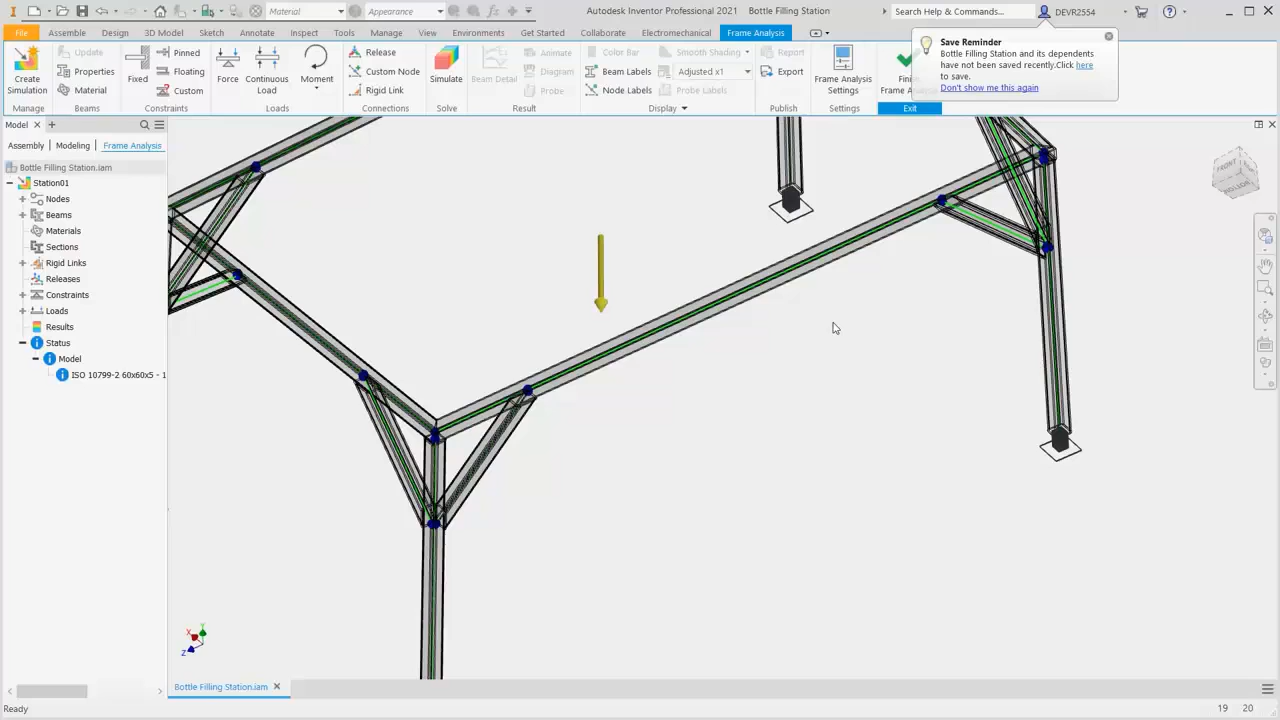 Material
Appearance
Autodesk Inventor Professional 2021 Bottle Filling Station
Search Help & Commands...
DEVR2554
File Assembly Design 3D Model Sketch Annotate Inspect Tools Manage View Environments Get Started Collaborate Electromechanical Frame Analysis
Save Reminder
Bottle Filling Station and its dependents
have not been saved recently.Click here
to save.
Don't show me this again
Create
Simulation
Manage
Update
Properties
Material
Beams
Fixed
Pinned
Floating
Custom
Constraints
Force
Continuous
Load
Moment
Loads
Release
Custom Node
Rigid Link
Connections
Simulate
Solve
Beam Detail
Animate
Diagram
Probe
Result
Color Bar
Beam Labels
Node Labels
Smooth Shading
Adjusted x1
Probe Labels
Display
Report
Export
Publish
Frame Analysis
Settings
Settings
Exit
Model
Assembly Modeling Frame Analysis
Bottle Filling Station.iam
Station01
Nodes
Beams
Materials
Sections
Rigid Links
Releases
Constraints
Loads
Results
Status
Model
ISO 10799-2 60x60x5 - 1
FRONT
X
Y
Z
Bottle Filling Station.iam
Ready
19 20